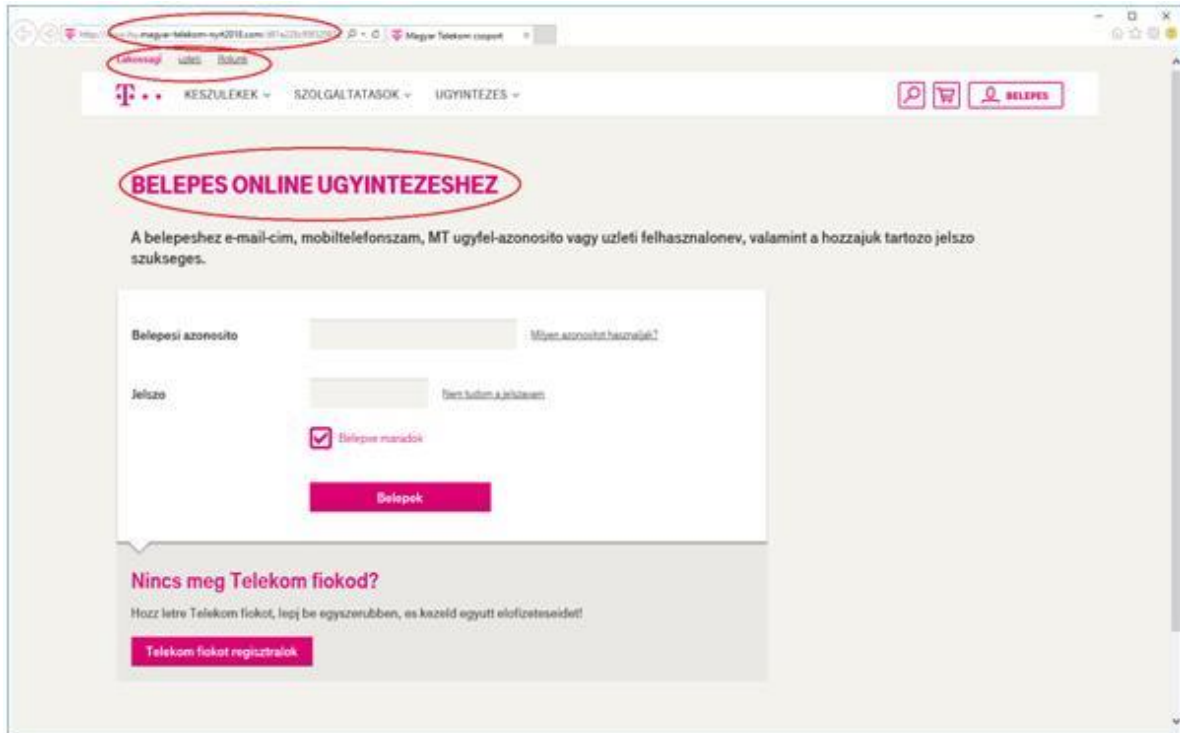 magyar-telekom-nyrt2018.com
Magyar Telekom csoport
Lakossagi uzleti Rolunk
KESZULEKEK SZOLGALTATASOK UGYINTEZES BELEPES
BELEPES ONLINE UGYINTEZESHEZ
A belepeshez e-mail-cim, mobiltelefonszam, MT ugyfel-azonosito vagy uzleti felhasznalonev, valamint a hozzajuk tartozo jelszo
szukseges.
Belepesi azonosito
Milyen azonositot hasznaljak?
Jelszo
Nem tudom a jelszavam
Belepve maradok
Belepek
Nincs meg Telekom fiokod?
Hozz letre Telekom fiokot, lepj be egyszerubben, es kezeld egyutt elofizeteseidet!
Telekom fiokot regisztralok